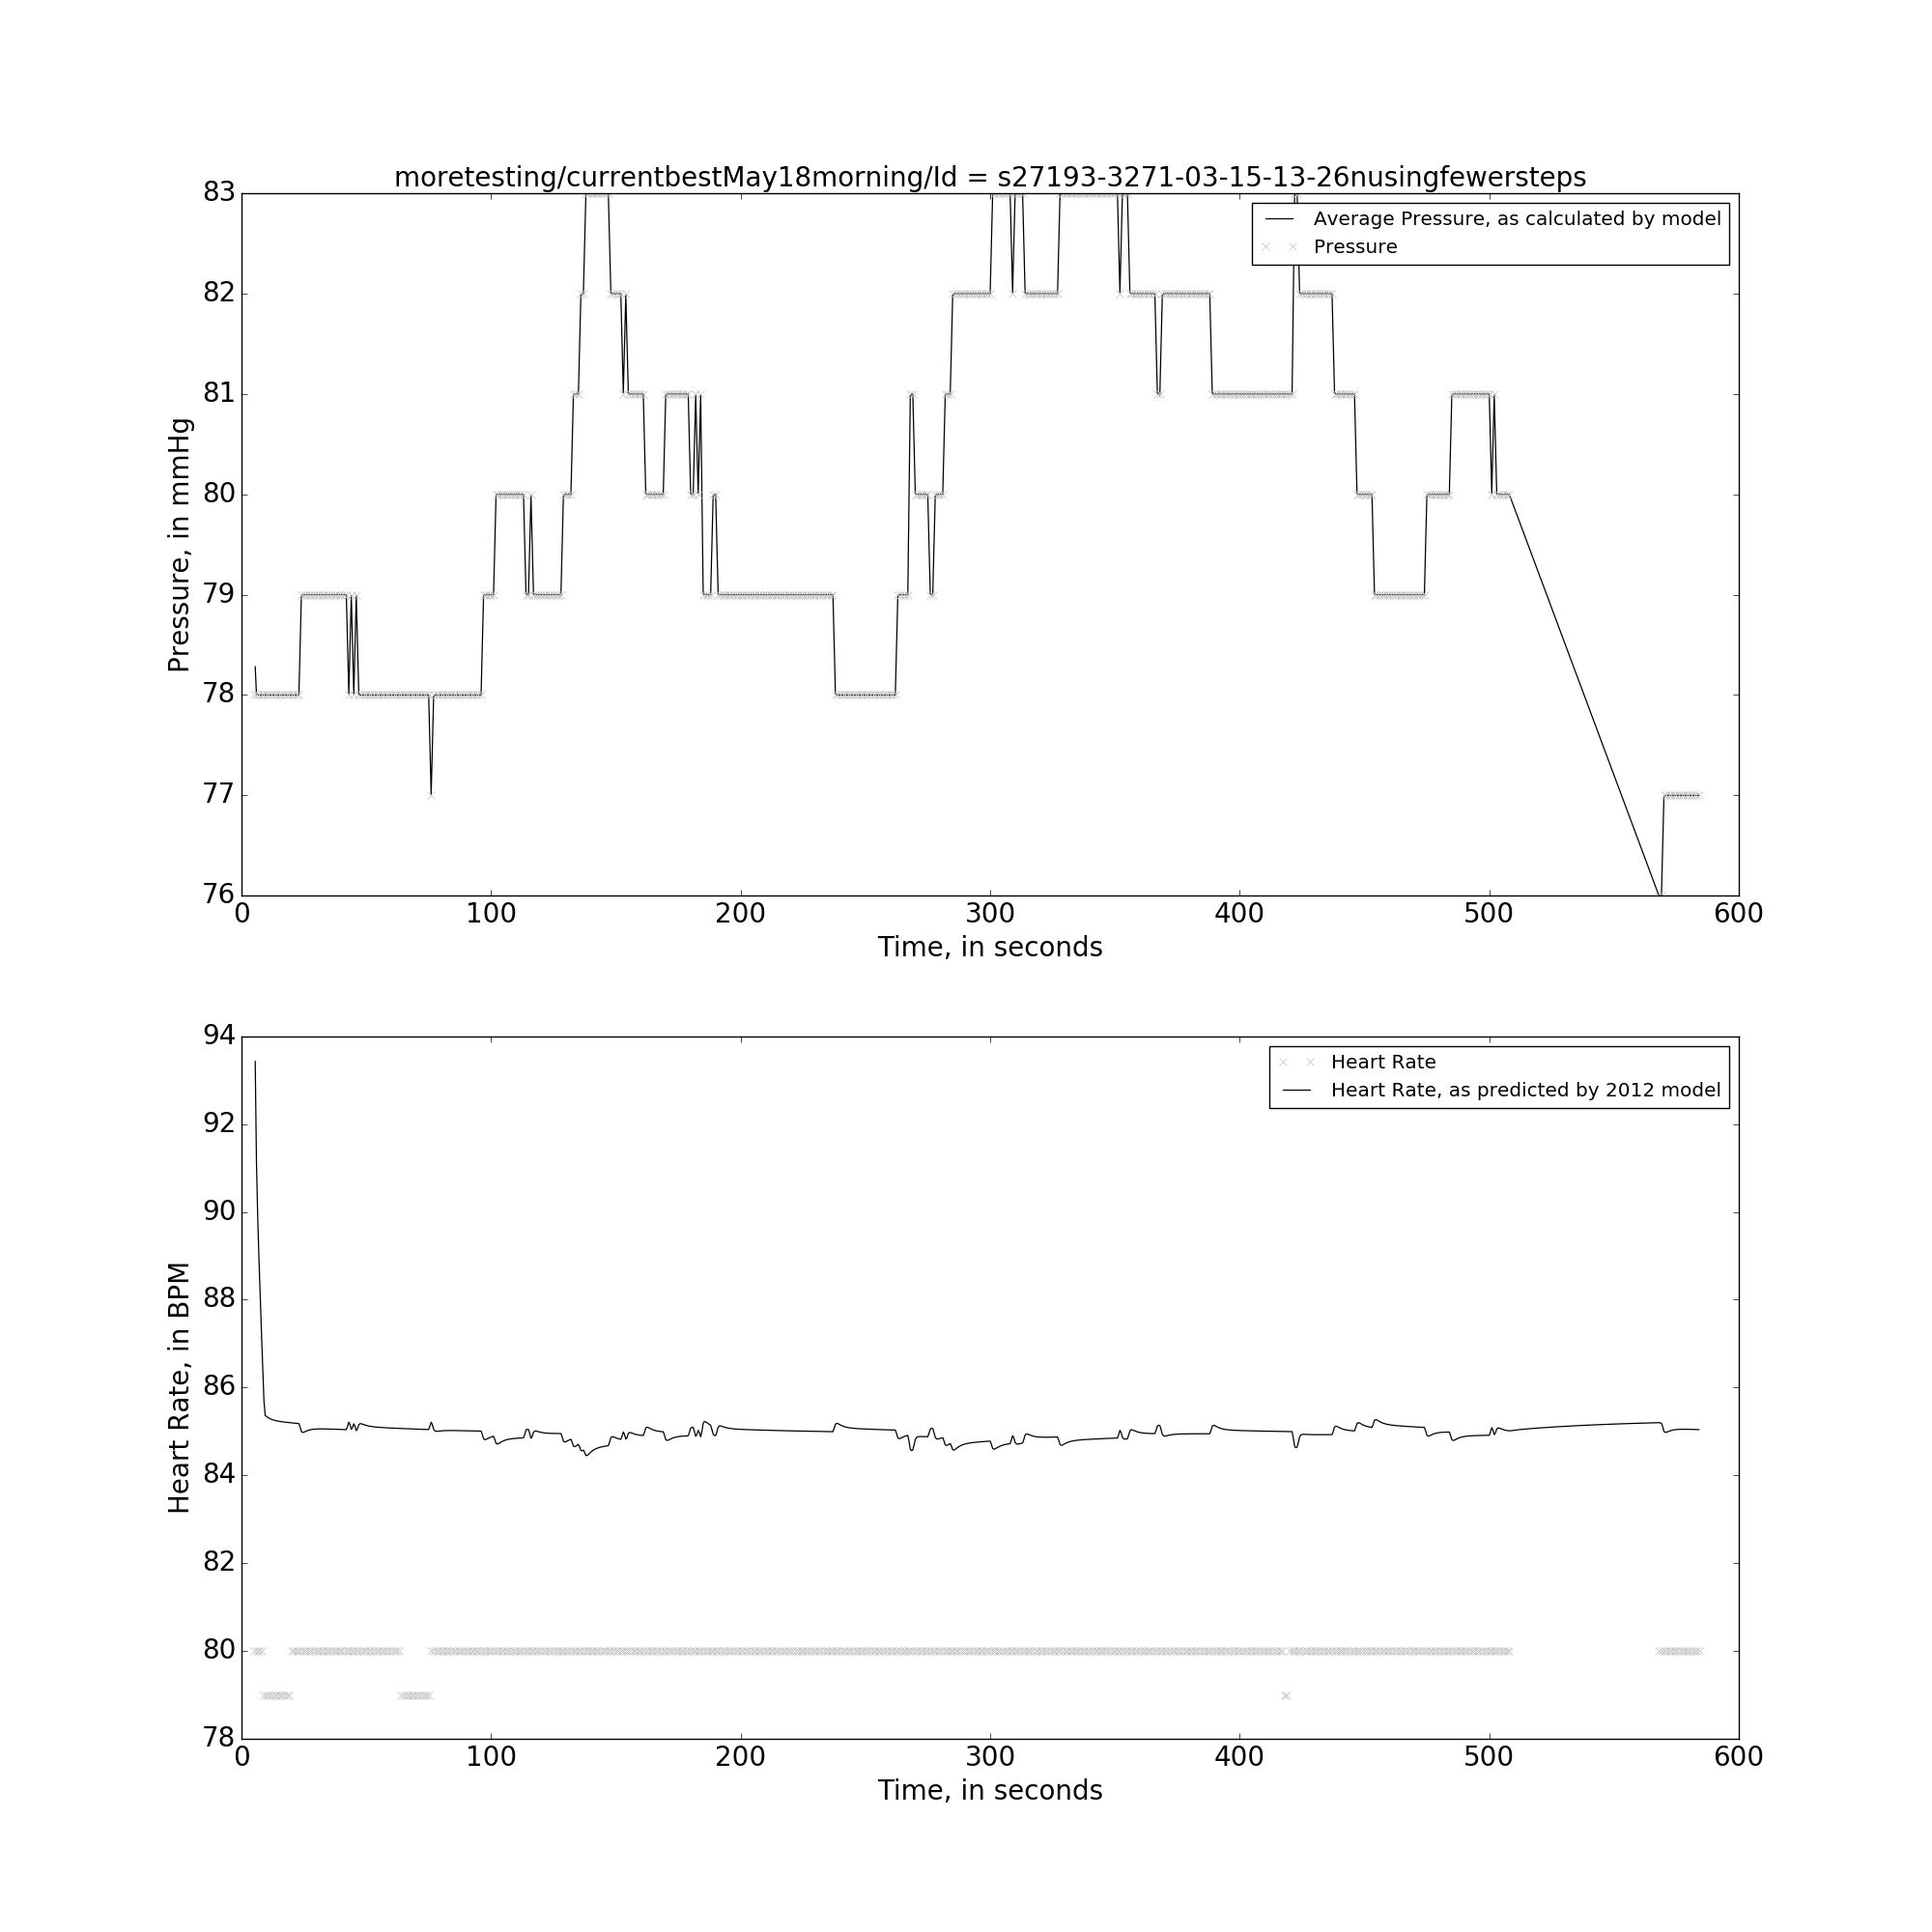 moretesting/currentbestMay18morning/Id = s27193-3271-03-15-13-26nusingfewersteps
83
82
81
80
79
78
77
76
Pressure, in mmHg
Average Pressure, as calculated by model
Pressure
0 100 200 300 400 500 600
Time, in seconds
94
92
90
88
86
84
82
80
78
Heart Rate, in BPM
Heart Rate
Heart Rate, as predicted by 2012 model
0 100 200 300 400 500 600
Time, in seconds